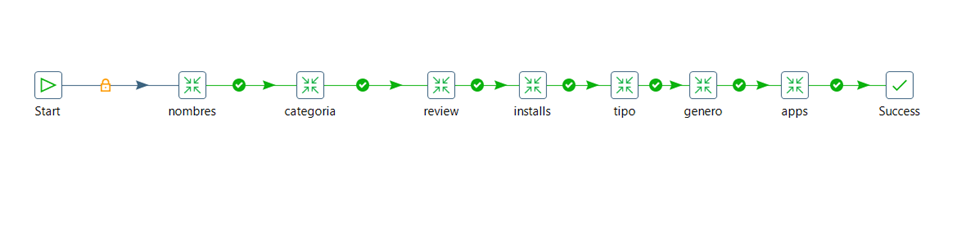 Start
nombres
categoria
review
installs
tipo
genero
apps
Success